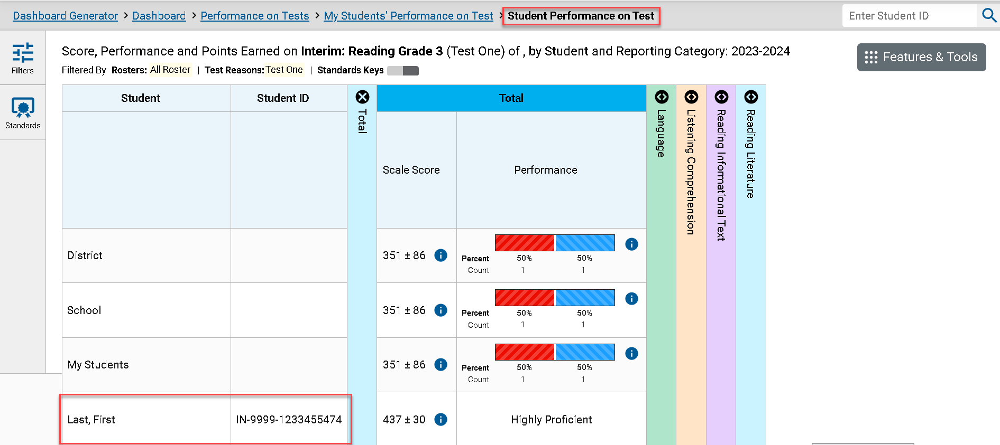 Dashboard Generator > Dashboard > Performance on Tests > My Students' Performance on Test > Student Performance on Test
Enter Student ID
Filters
Standards
Score, Performance and Points Earned on Interim: Reading Grade 3 (Test One) of , by Student and Reporting Category: 2023-2024
Filtered By Rosters: All Roster | Test Reasons: Test One | Standards Keys
Features & Tools
Student Student ID Total Total Language Listening Comprehension Reading Informational Text Reading Literature
Scale Score Performance
District 351 ± 86
Percent 50% 50%
Count 1 1
School 351 ± 86
Percent 50% 50%
Count 1 1
My Students 351 ± 86
Percent 50% 50%
Count 1 1
Last, First IN-9999-1233455474 437 ± 30 Highly Proficient